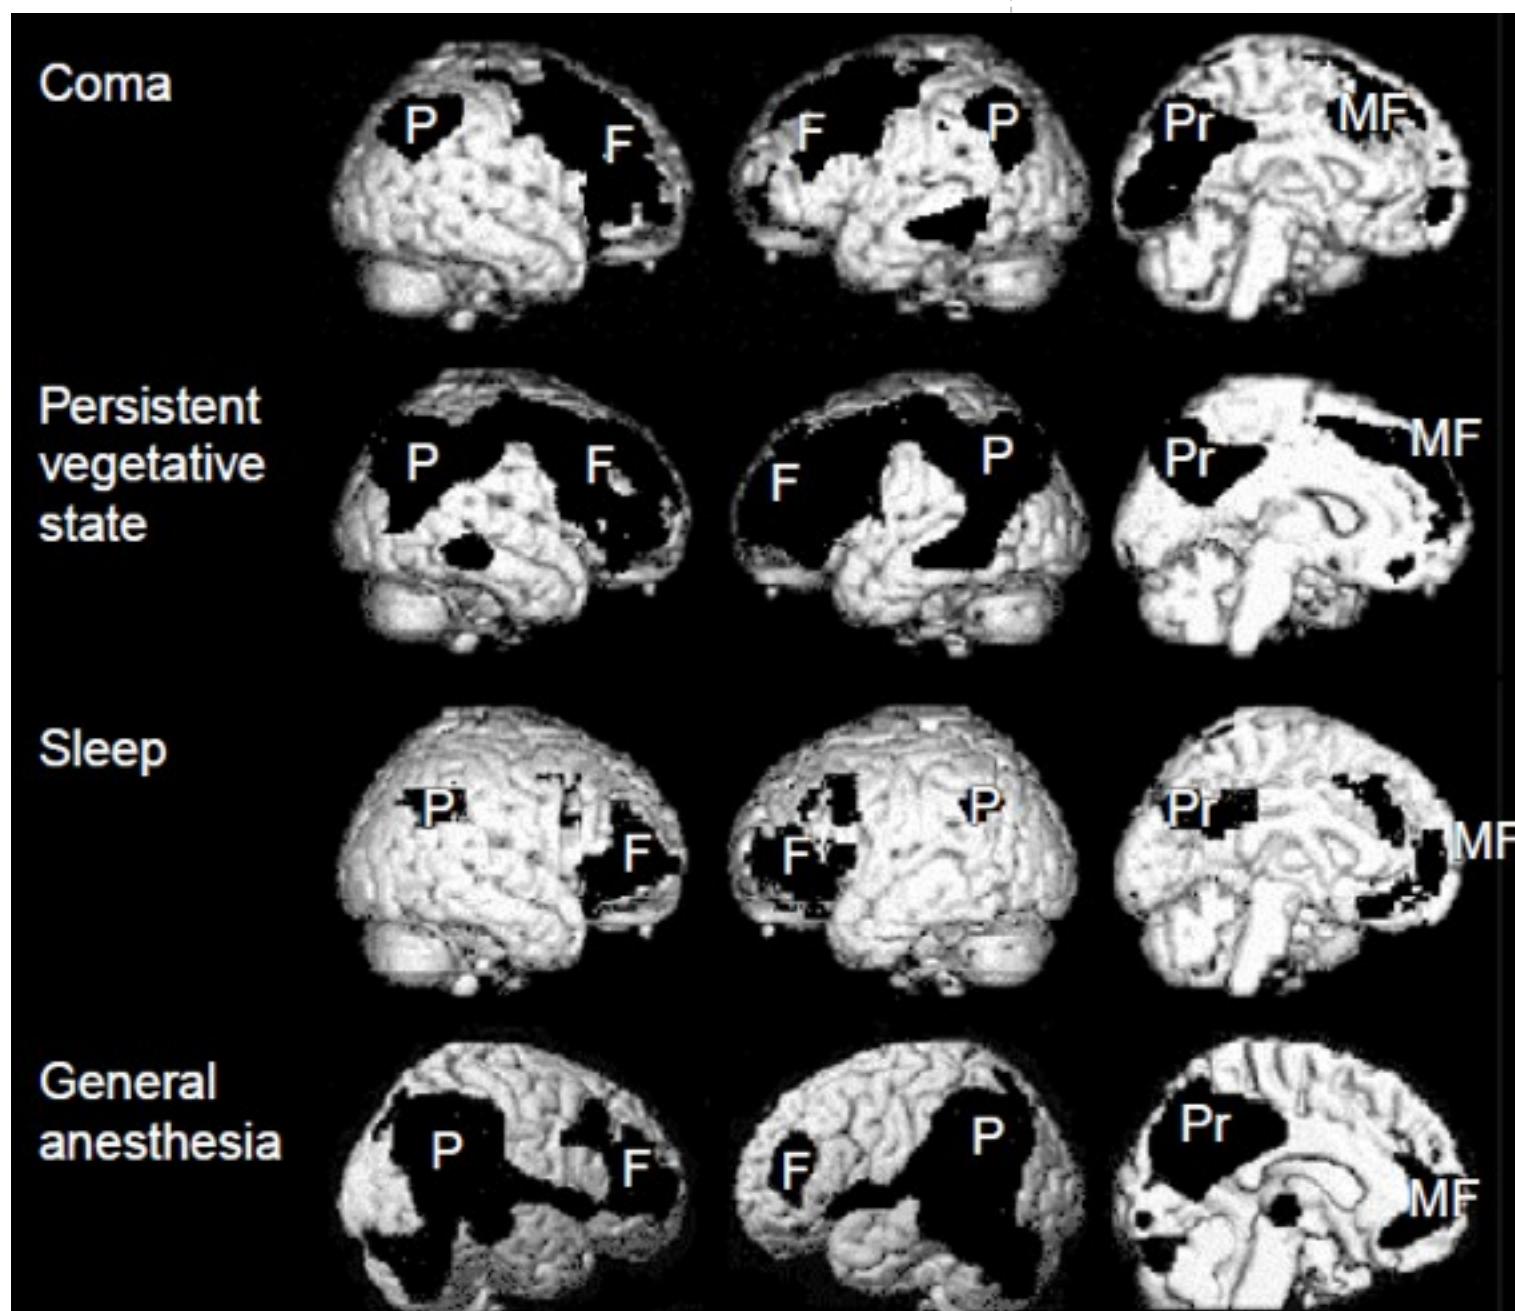 Coma
P
F
F
P
Pr
MF
Persistent
vegetative
state
P
F
F
P
Pr
MF
Sleep
P
F
F
P
Pr
MF
General
anesthesia
P
F
F
P
Pr
MF